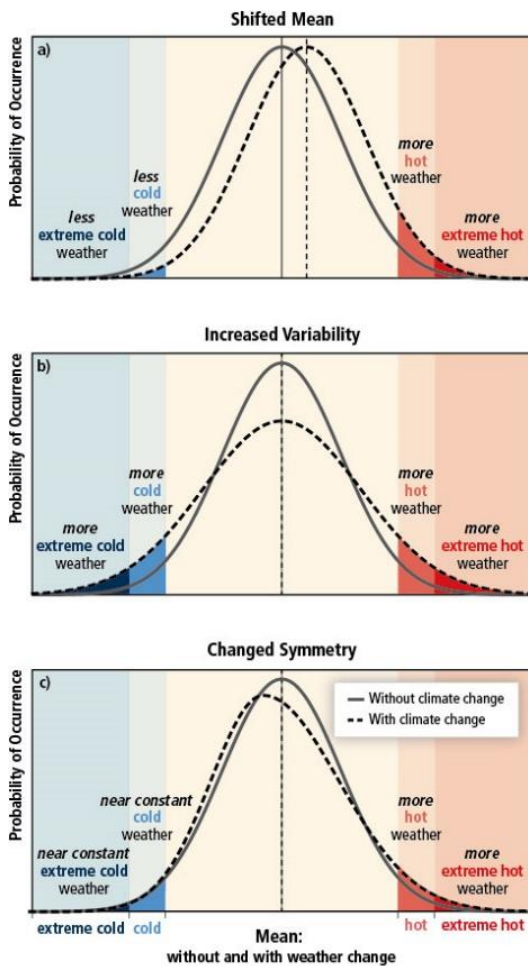 Shifted Mean
a)
Probability of Occurrence
less
extreme cold
weather
less
cold
weather
more
hot
weather
more
extreme hot
weather
Increased Variability
b)
Probability of Occurrence
more
extreme cold
weather
more
cold
weather
more
hot
weather
more
extreme hot
weather
Changed Symmetry
c)
Probability of Occurrence
Without climate change
With climate change
near constant
extreme cold
weather
near constant
cold
weather
more
hot
weather
more
extreme hot
weather
extreme cold
cold
Mean:
without and with weather change
hot
extreme hot